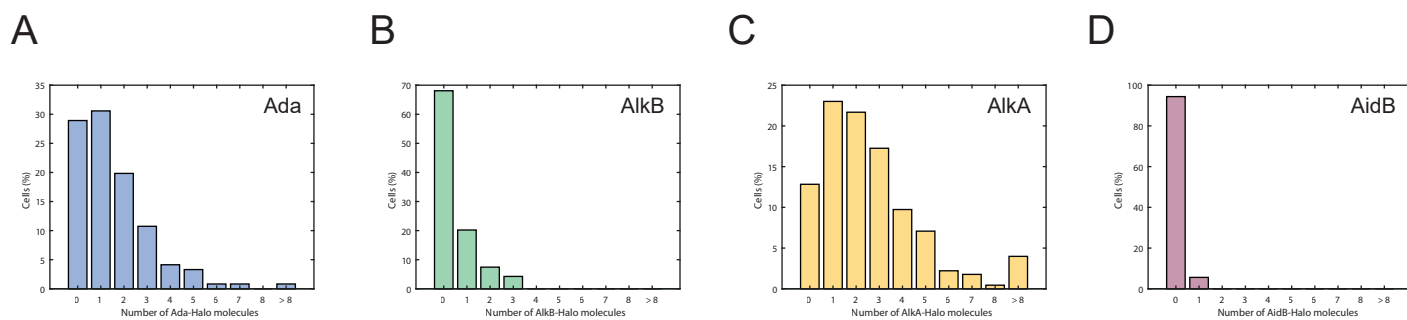 A
B
C
D
Ada
35
30
25
20
15
10
5
0
Cells (%)
0 1 2 3 4 5 6 7 8 > 8
Number of Ada-Halo molecules
AlkB
70
60
50
40
30
20
10
0
Cells (%)
0 1 2 3 4 5 6 7 8 > 8
Number of AlkB-Halo molecules
AlkA
25
20
15
10
5
0
Cells (%)
0 1 2 3 4 5 6 7 8 > 8
Number of AlkA-Halo molecules
AidB
100
80
60
40
20
0
Cells (%)
0 1 2 3 4 5 6 7 8 > 8
Number of AidB-Halo molecules